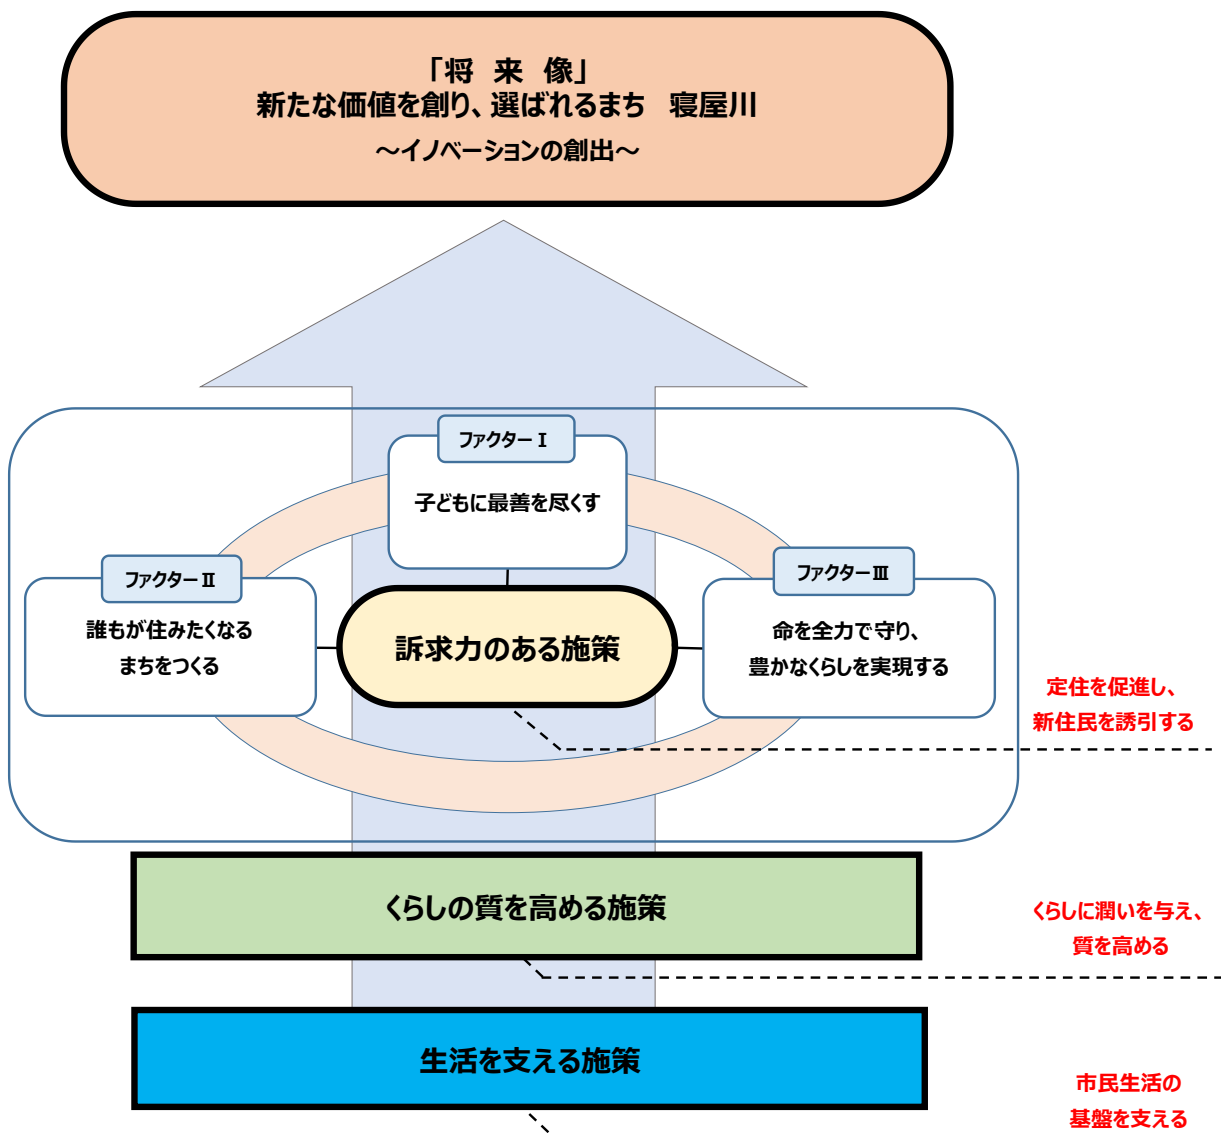 「将 来 像」
新たな価値を創り、選ばれるまち 寝屋川
～イノベーションの創出～
ファクターⅠ
子どもに最善を尽くす
ファクターⅡ
誰もが住みたくなる
まちをつくる
訴求力のある施策
ファクターⅢ
命を全力で守り、
豊かなくらしを実現する
定住を促進し、
新住民を誘引する
くらしの質を高める施策
くらしに潤いを与え、
質を高める
生活を支える施策
市民生活の
基盤を支える